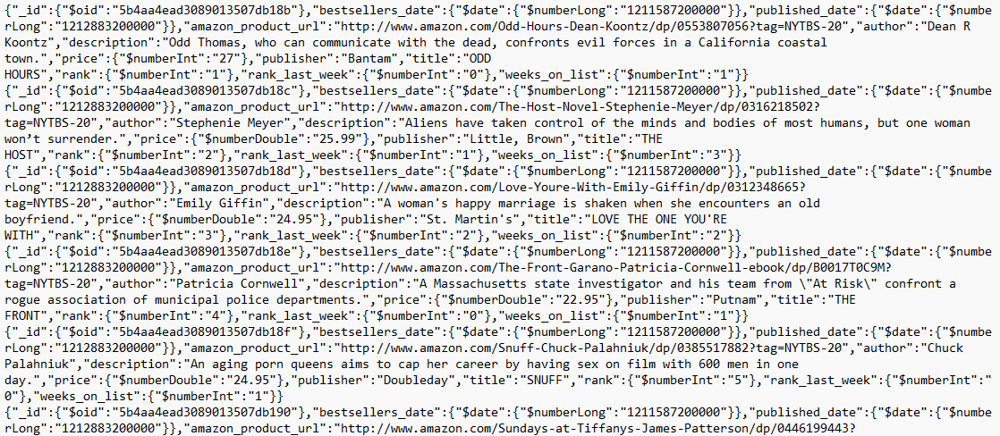 {"_id":{"$oid":"5b4aa4ead3089013507db18b"},"bestsellers_date":{"$date":{"$numberLong":"1211587200000"}},"published_date":{"$date":{"$numbe
rLong":"1212883200000"}},"amazon_product_url":"http://www.amazon.com/Odd-Hours-Dean-Koontz/dp/0553807056?tag=NYTBS-20","author":"Dean R
Koontz","description":"Odd Thomas, who can communicate with the dead, confronts evil forces in a California coastal
town.","price":{"$numberInt":"27"},"publisher":"Bantam","title":"ODD
HOURS","rank":{"$numberInt":"1"},"rank_last_week":{"$numberInt":"0"},"weeks_on_list":{"$numberInt":"1"}}
{"_id":{"$oid":"5b4aa4ead3089013507db18c"},"bestsellers_date":{"$date":{"$numberLong":"1211587200000"}},"published_date":{"$date":{"$numbe
rLong":"1212883200000"}},"amazon_product_url":"http://www.amazon.com/The-Host-Novel-Stephenie-Meyer/dp/0316218502?
tag=NYTBS-20","author":"Stephenie Meyer","description":"Aliens have taken control of the minds and bodies of most humans, but one woman
won’t surrender.","price":{"$numberDouble":"25.99"},"publisher":"Little, Brown","title":"THE
HOST","rank":{"$numberInt":"2"},"rank_last_week":{"$numberInt":"1"},"weeks_on_list":{"$numberInt":"3"}}
{"_id":{"$oid":"5b4aa4ead3089013507db18d"},"bestsellers_date":{"$date":{"$numberLong":"1211587200000"}},"published_date":{"$date":{"$numbe
rLong":"1212883200000"}},"amazon_product_url":"http://www.amazon.com/Love-Youre-With-Emily-Giffin/dp/0312348665?
tag=NYTBS-20","author":"Emily Giffin","description":"A woman's happy marriage is shaken when she encounters an old
boyfriend.","price":{"$numberDouble":"24.95"},"publisher":"St. Martin's","title":"LOVE THE ONE YOU'RE
WITH","rank":{"$numberInt":"3"},"rank_last_week":{"$numberInt":"2"},"weeks_on_list":{"$numberInt":"2"}}
{"_id":{"$oid":"5b4aa4ead3089013507db18e"},"bestsellers_date":{"$date":{"$numberLong":"1211587200000"}},"published_date":{"$date":{"$numbe
rLong":"1212883200000"}},"amazon_product_url":"http://www.amazon.com/The-Front-Garano-Patricia-Cornwell-ebook/dp/B0017T0C9M?
tag=NYTBS-20","author":"Patricia Cornwell","description":"A Massachusetts state investigator and his team from \"At Risk\" confront a
rogue association of municipal police departments.","price":{"$numberDouble":"22.95"},"publisher":"Putnam","title":"THE
FRONT","rank":{"$numberInt":"4"},"rank_last_week":{"$numberInt":"0"},"weeks_on_list":{"$numberInt":"1"}}
{"_id":{"$oid":"5b4aa4ead3089013507db18f"},"bestsellers_date":{"$date":{"$numberLong":"1211587200000"}},"published_date":{"$date":{"$numbe
rLong":"1212883200000"}},"amazon_product_url":"http://www.amazon.com/Snuff-Chuck-Palahniuk/dp/0385517882?tag=NYTBS-20","author":"Chuck
Palahniuk","description":"An aging porn queens aims to cap her career by having sex on film with 600 men in one
day.","price":{"$numberDouble":"24.95"},"publisher":"Doubleday","title":"SNUFF","rank":{"$numberInt":"5"},"rank_last_week":{"$numberInt":"
0"},"weeks_on_list":{"$numberInt":"1"}}
{"_id":{"$oid":"5b4aa4ead3089013507db190"},"bestsellers_date":{"$date":{"$numberLong":"1211587200000"}},"published_date":{"$date":{"$numbe
rLong":"1212883200000"}},"amazon_product_url":"http://www.amazon.com/Sundays-at-Tiffanys-James-Patterson/dp/0446199443?